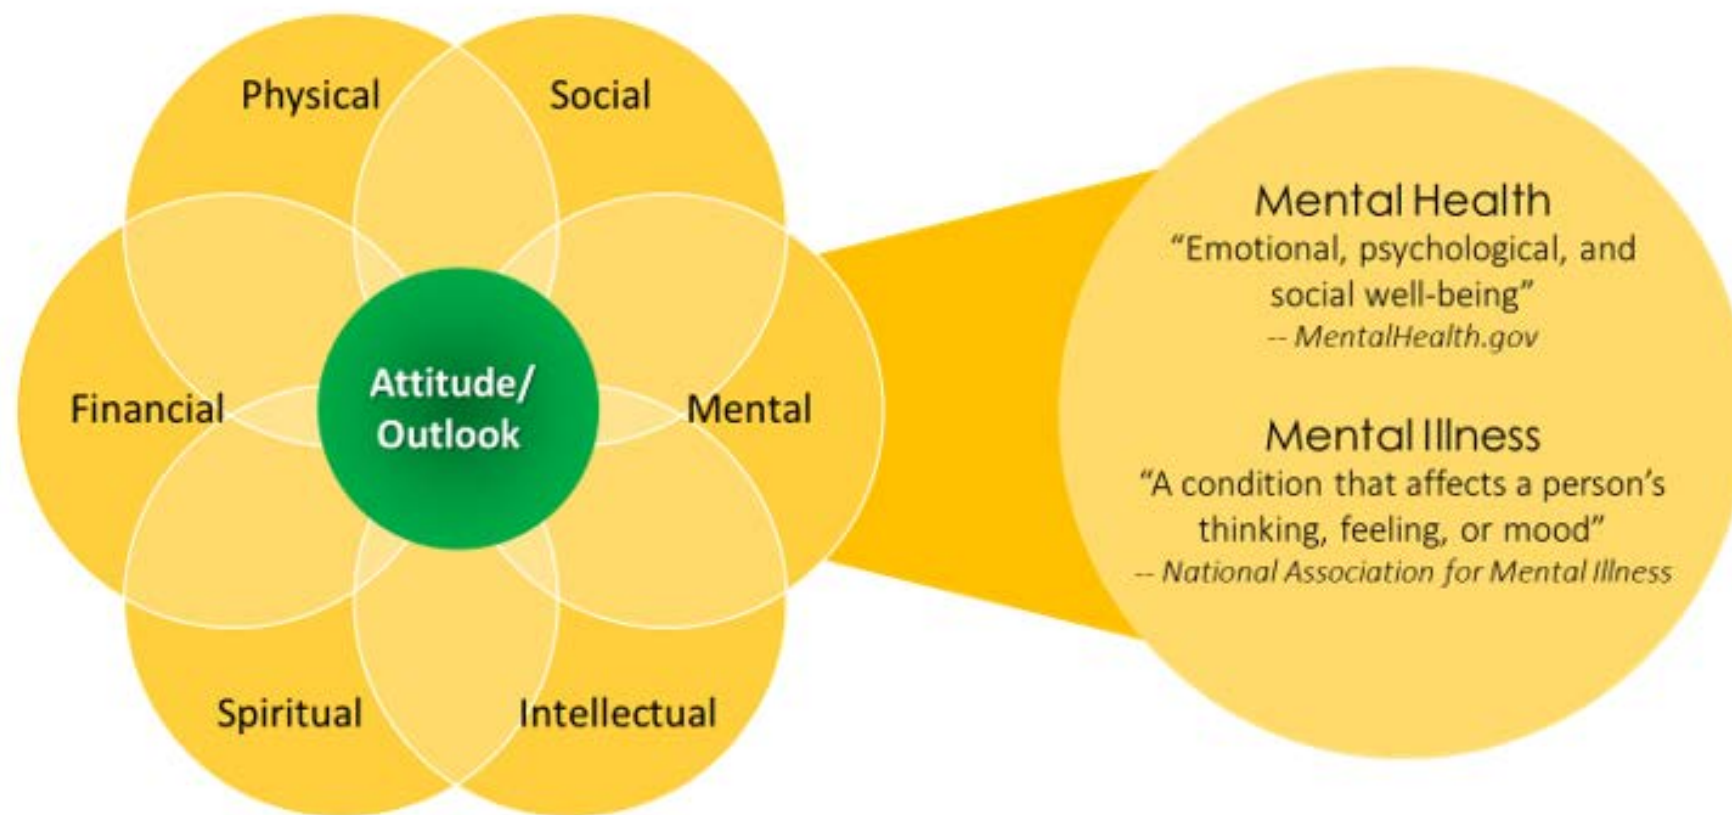 Physical
Social
Financial
Attitude/
Outlook
Mental
Spiritual
Intellectual
Mental Health
“Emotional, psychological, and
social well-being”
-- MentalHealth.gov
Mental Illness
“A condition that affects a person’s
thinking, feeling, or mood”
-- National Association for Mental Illness